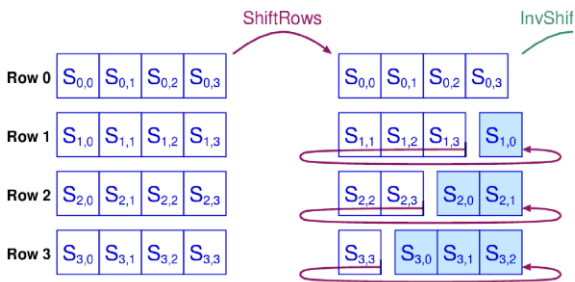 ShiftRows InvShif
Row 0 S0,0 S0,1 S0,2 S0,3 S0,0 S0,1 S0,2 S0,3
Row 1 S1,0 S1,1 S1,2 S1,3 S1,1 S1,2 S1,3 S1,0
Row 2 S2,0 S2,1 S2,2 S2,3 S2,2 S2,3 S2,0 S2,1
Row 3 S3,0 S3,1 S3,2 S3,3 S3,3 S3,0 S3,1 S3,2